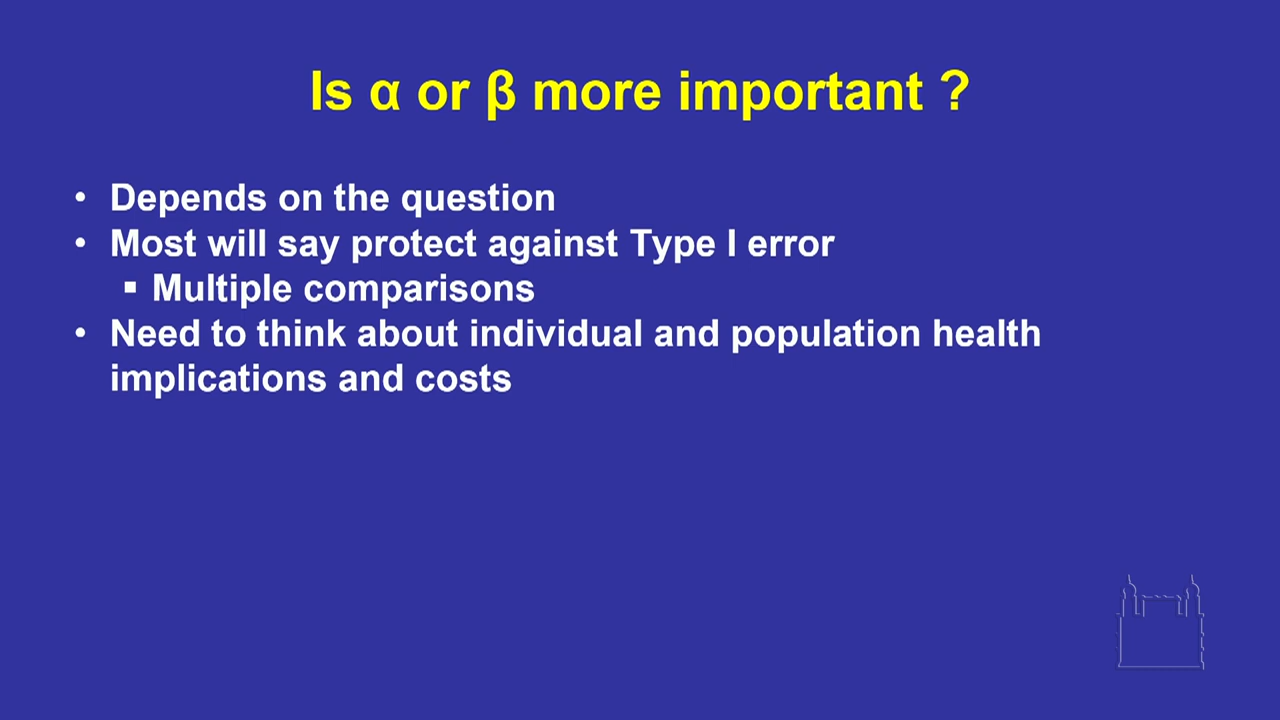 Is α or β more important ?
• Depends on the question
• Most will say protect against Type I error
▪ Multiple comparisons
• Need to think about individual and population health
implications and costs